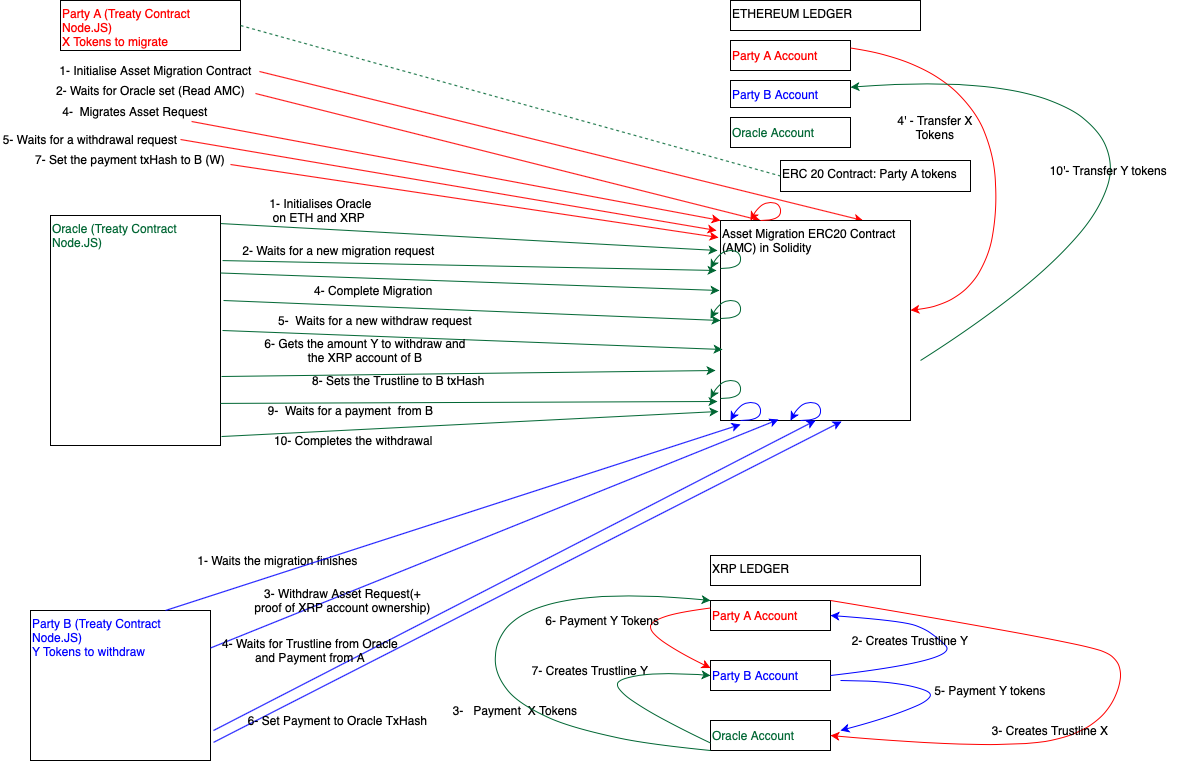 Party A (Treaty Contract
Node.JS)
X Tokens to migrate
1- Initialise Asset Migration Contract
2- Waits for Oracle set (Read AMC)
4-  Migrates Asset Request
5- Waits for a withdrawal request
7- Set the payment txHash to B (W)
ETHEREUM LEDGER
Party A Account
Party B Account
Oracle Account
4' - Transfer X
Tokens
ERC 20 Contract: Party A tokens
10'- Transfer Y tokens
Oracle (Treaty Contract
Node.JS)
1- Initialises Oracle
on ETH and XRP
2- Waits for a new migration request
4- Complete Migration
5-  Waits for a new withdraw request
6- Gets the amount Y to withdraw and
the XRP account of B
8- Sets the Trustline to B txHash
9-  Waits for a payment  from B
10- Completes the withdrawal
Asset Migration ERC20 Contract
(AMC) in Solidity
1- Waits the migration finishes
3- Withdraw Asset Request(+
proof of XRP account ownership)
4- Waits for Trustline from Oracle
and Payment from A
6- Set Payment to Oracle TxHash
Party B (Treaty Contract
Node.JS)
Y Tokens to withdraw
XRP LEDGER
Party A Account
Party B Account
Oracle Account
6- Payment Y Tokens
7- Creates Trustline Y
3-   Payment  X Tokens
2- Creates Trustline Y
5- Payment Y tokens
3- Creates Trustline X